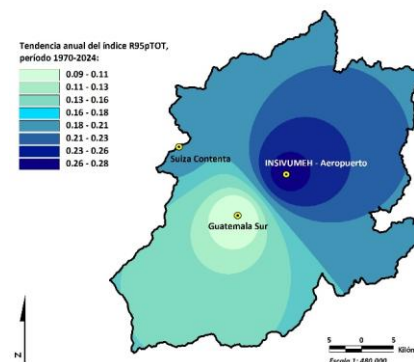 Tendencia anual del índice R95pTOT,
período 1970-2024:
0.09 - 0.11
0.11 - 0.13
0.13 - 0.16
0.16 - 0.18
0.18 - 0.21
0.21 - 0.23
0.23 - 0.26
0.26 - 0.28
Suiza Contenta
INSIVUMEH - Aeropuerto
Guatemala Sur
N
5 0 5
Kilóm
Escala 1: 480,000